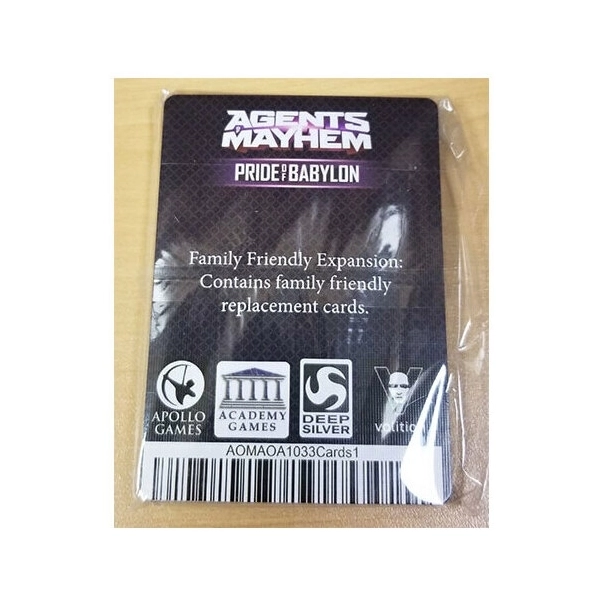 AGENTS
MAYHEM
PRIDE OF BABYLON
Family Friendly Expansion:
Contains family friendly
replacement cards.
APOLLO
GAMES
ACADEMY
GAMES
DEEP
SILVER
volition
AOMAOA1033Cards1